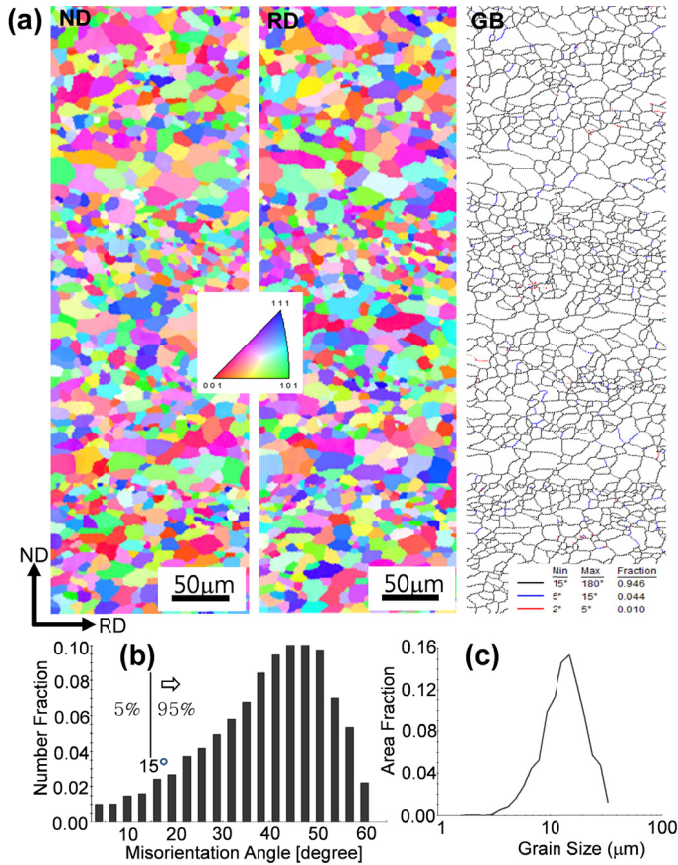 (a) ND RD GB
111
001 101
ND
RD
50μm 50μm
Min Max Fraction
15° 180° 0.946
5° 15° 0.044
2° 5° 0.010
(b)
Number Fraction
0.10
0.08
0.06
0.04
0.02
0.00
5% 95%
15°
10 20 30 40 50 60
Misorientation Angle [degree]
(c)
Area Fraction
0.16
0.12
0.08
0.04
0.00
1 10 100
Grain Size (μm)